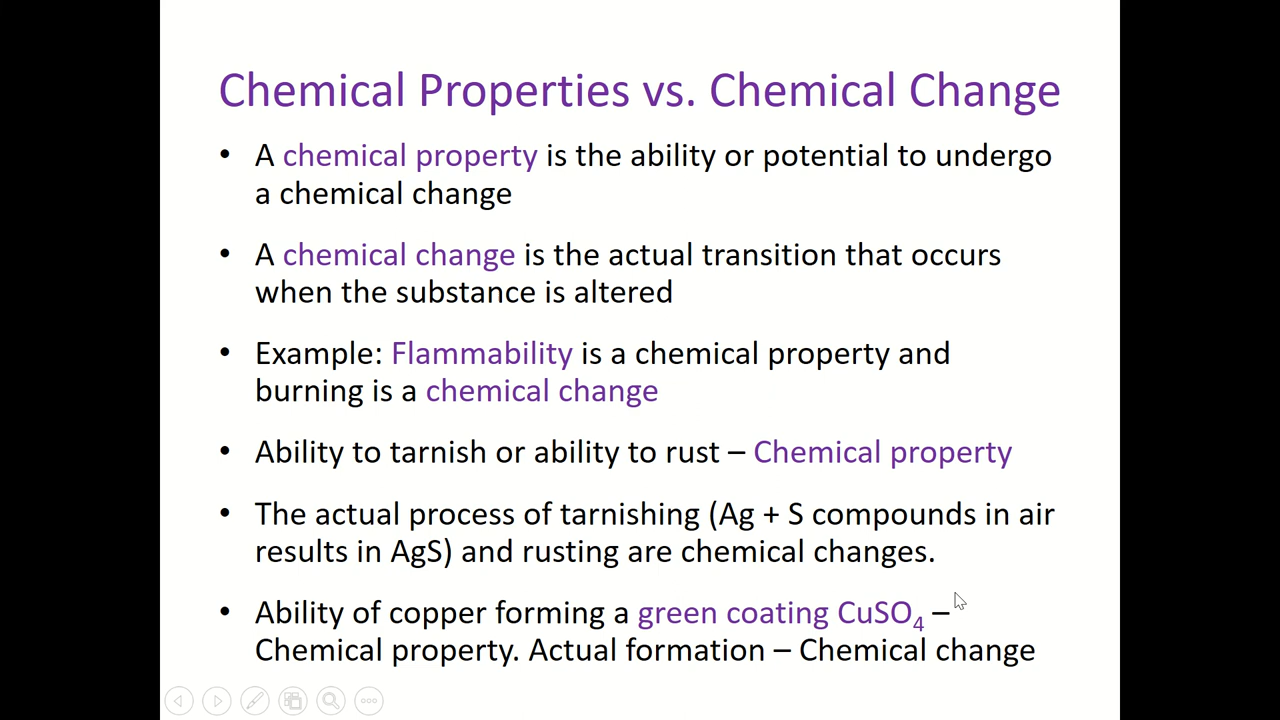 Chemical Properties vs. Chemical Change
• A chemical property is the ability or potential to undergo
a chemical change
• A chemical change is the actual transition that occurs
when the substance is altered
• Example: Flammability is a chemical property and
burning is a chemical change
• Ability to tarnish or ability to rust – Chemical property
• The actual process of tarnishing (Ag + S compounds in air
results in AgS) and rusting are chemical changes.
• Ability of copper forming a green coating CuSO₄ –
Chemical property. Actual formation – Chemical change